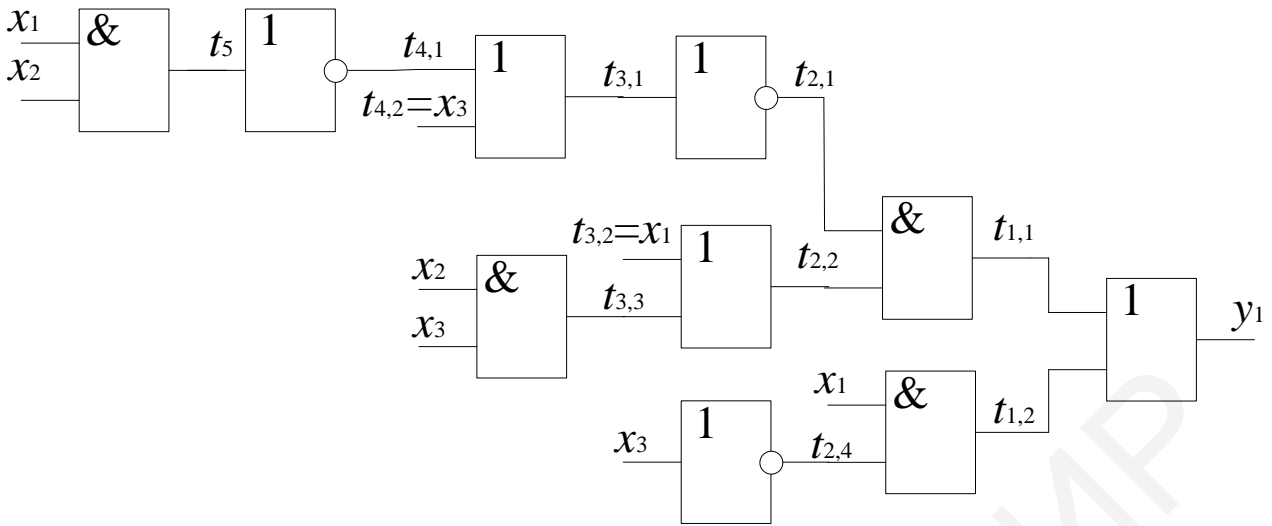 x1
&
t5
1
t4,1
1
t3,1
1
t2,1
x2
t4,2=x3
t3,2=x1
1
t2,2
&
t1,1
x2
&
t3,3
x3
1
y1
x1
&
t1,2
x3
1
t2,4
ИР